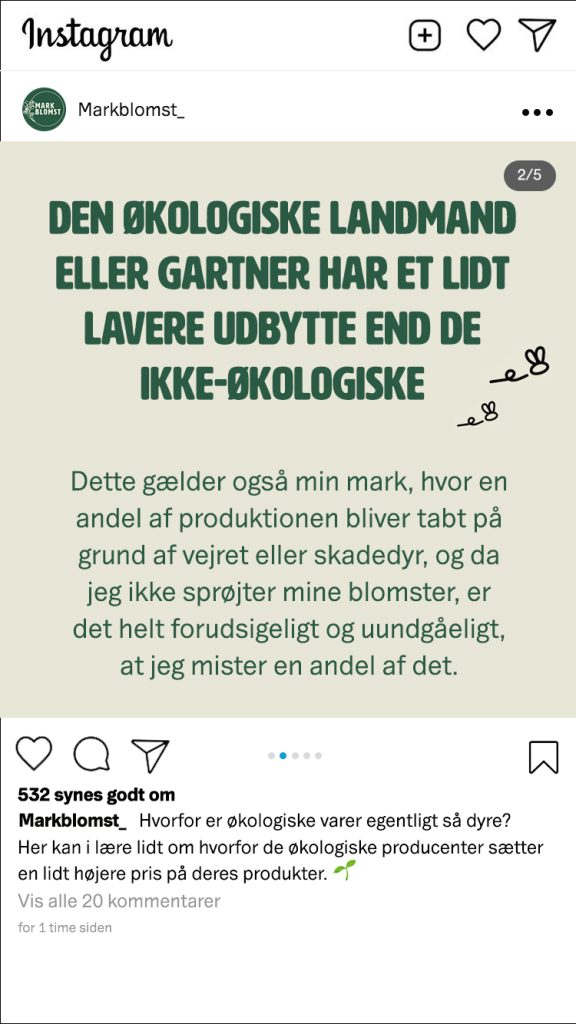 Instagram
MARK
BLOMST
Markblomst_
2/5
DEN ØKOLOGISKE LANDMAND
ELLER GARTNER HAR ET LIDT
LAVERE UDBYTTE END DE
IKKE-ØKOLOGISKE
Dette gælder også min mark, hvor en
andel af produktionen bliver tabt på
grund af vejret eller skadedyr, og da
jeg ikke sprøjter mine blomster, er
det helt forudsigeligt og uundgåeligt,
at jeg mister en andel af det.
532 synes godt om
Markblomst_ Hvorfor er økologiske varer egentligt så dyre?
Her kan i lære lidt om hvorfor de økologiske producenter sætter
en lidt højere pris på deres produkter. 🌱
Vis alle 20 kommentarer
for 1 time siden